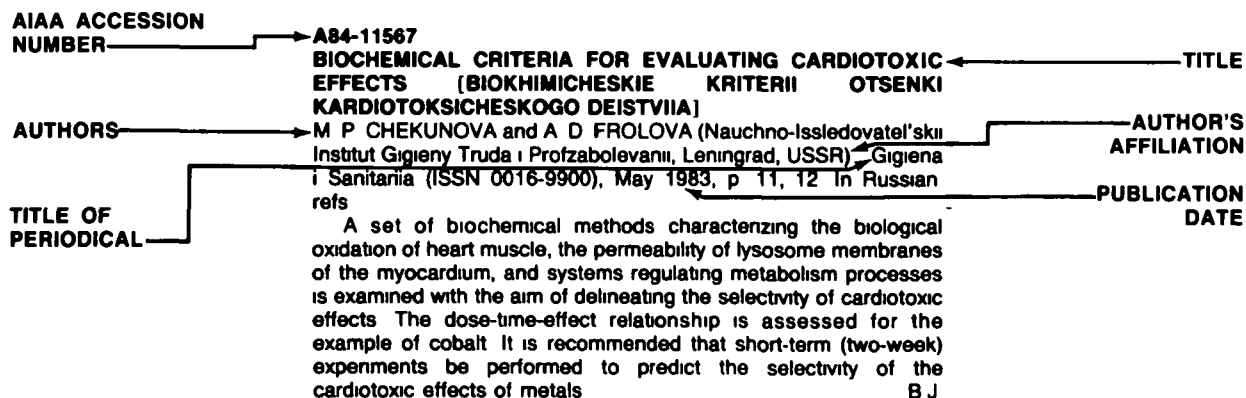 AIAA ACCESSION
NUMBER
A84-11567
BIOCHEMICAL CRITERIA FOR EVALUATING CARDIOTOXIC
EFFECTS [BIOKHIMICHESKIE KRITERII OTSENKI
KARDIOTOKSICHESKOGO DEISTVIIA]
TITLE
AUTHORS
M P CHEKUNOVA and A D FROLOVA (Nauchno-Issledovatel'skii
Institut Gigieny Truda i Profzabolevanii, Leningrad, USSR) Gigiena
i Sanitariia (ISSN 0016-9900), May 1983, p 11, 12 In Russian
refs
AUTHOR'S
AFFILIATION
PUBLICATION
DATE
TITLE OF
PERIODICAL
A set of biochemical methods characterizing the biological
oxidation of heart muscle, the permeability of lysosome membranes
of the myocardium, and systems regulating metabolism processes
is examined with the aim of delineating the selectivity of cardiotoxic
effects The dose-time-effect relationship is assessed for the
example of cobalt It is recommended that short-term (two-week)
experiments be performed to predict the selectivity of the
cardiotoxic effects of metals B J